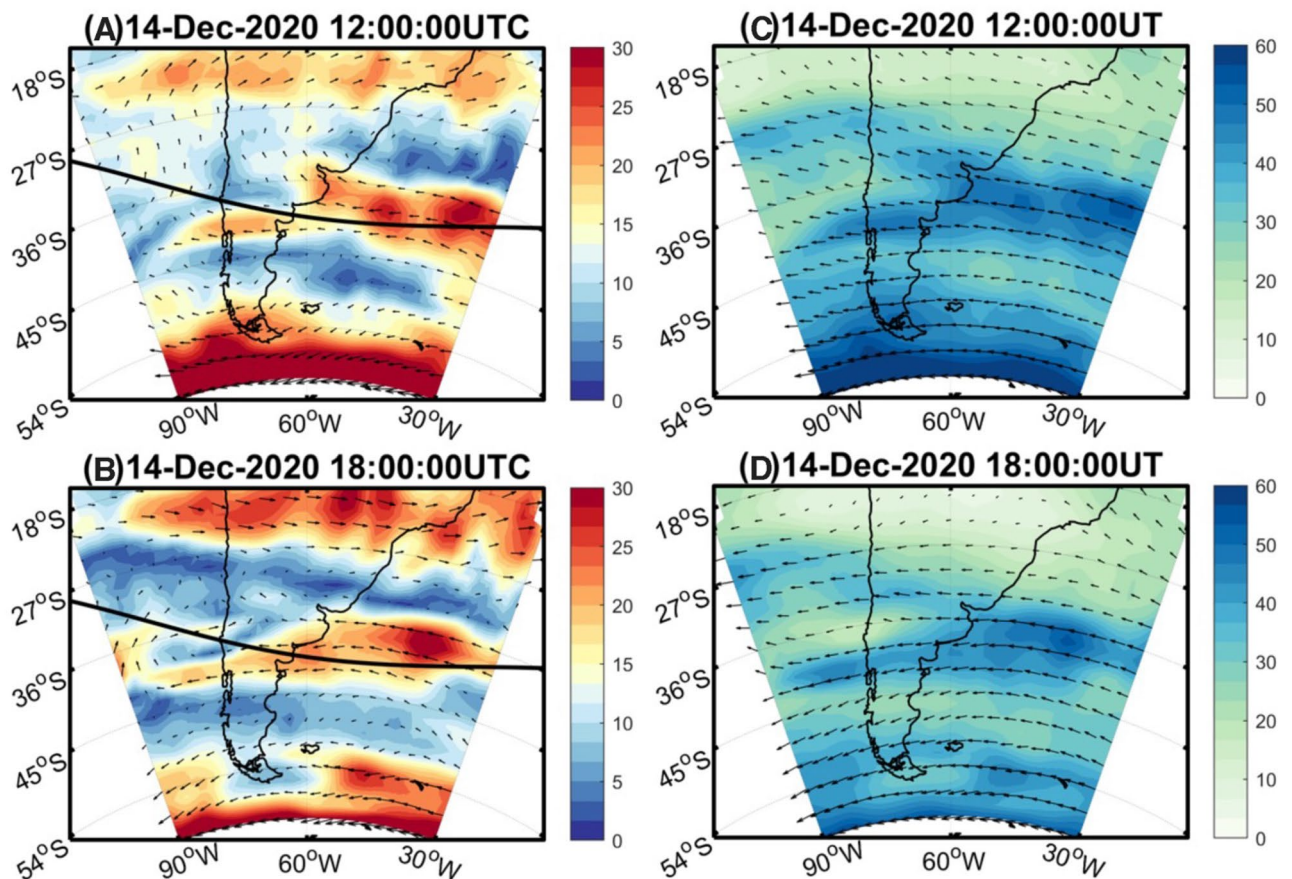 (A)14-Dec-2020 12:00:00UTC
18°S
27°S
36°S
45°S
54°S
90°W
60°W
30°W
30
25
20
15
10
5
0
(C)14-Dec-2020 12:00:00UT
18°S
27°S
36°S
45°S
54°S
90°W
60°W
30°W
60
50
40
30
20
10
0
(B)14-Dec-2020 18:00:00UTC
18°S
27°S
36°S
45°S
54°S
90°W
60°W
30°W
30
25
20
15
10
5
0
(D)14-Dec-2020 18:00:00UT
18°S
27°S
36°S
45°S
54°S
90°W
60°W
30°W
60
50
40
30
20
10
0